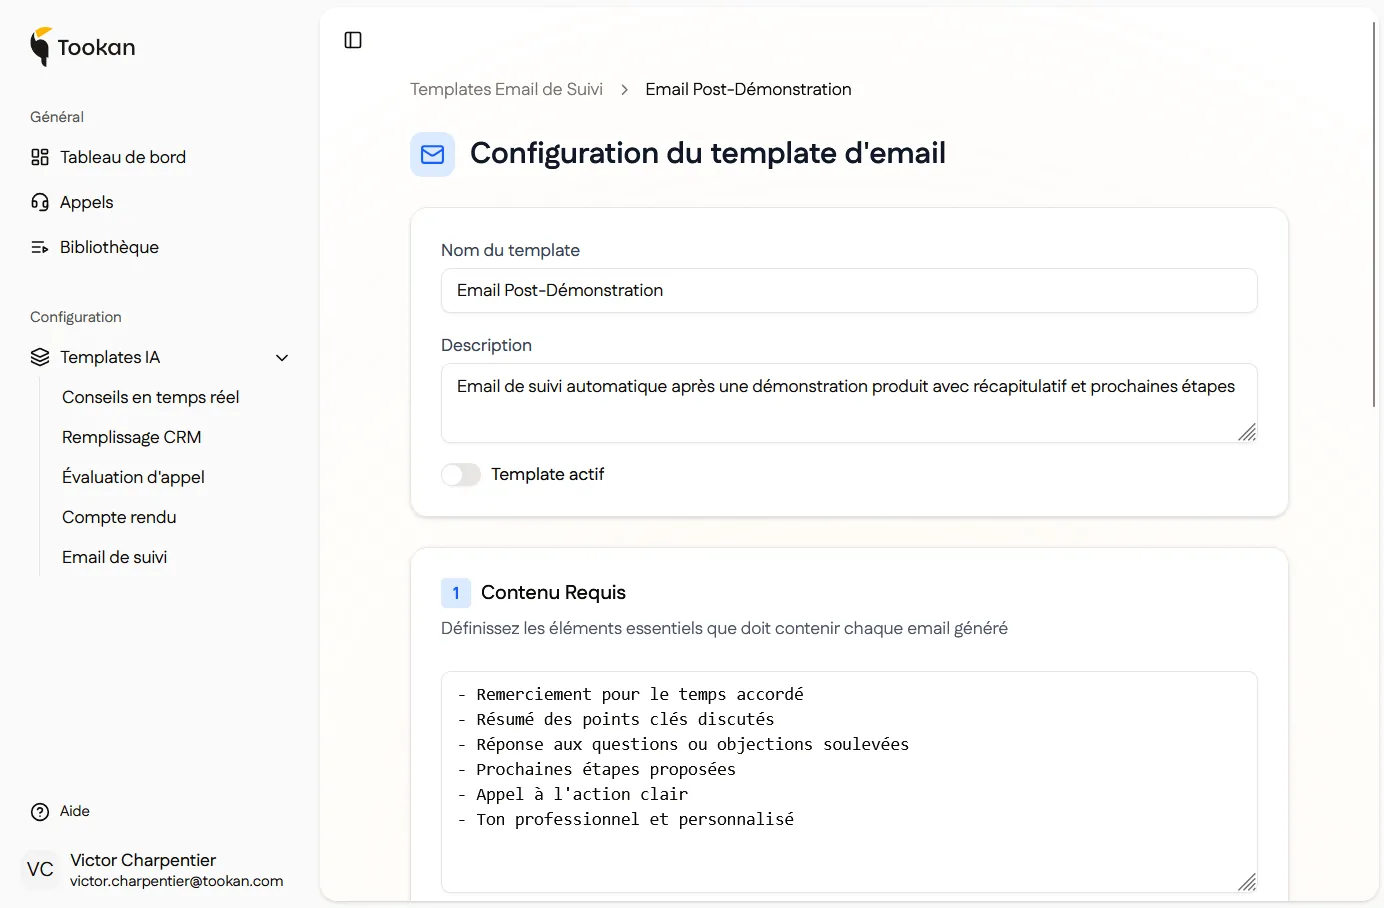 Tookan
Général
Tableau de bord
Appels
Bibliothèque
Configuration
Templates IA
Conseils en temps réel
Remplissage CRM
Évaluation d'appel
Compte rendu
Email de suivi
Aide
VC
Victor Charpentier
victor.charpentier@tookan.com
Templates Email de Suivi > Email Post-Démonstration
Configuration du template d'email
Nom du template
Email Post-Démonstration
Description
Email de suivi automatique après une démonstration produit avec récapitulatif et prochaines étapes
Template actif
1 Contenu Requis
Définissez les éléments essentiels que doit contenir chaque email généré
- Remerciement pour le temps accordé
- Résumé des points clés discutés
- Réponse aux questions ou objections soulevées
- Prochaines étapes proposées
- Appel à l'action clair
- Ton professionnel et personnalisé